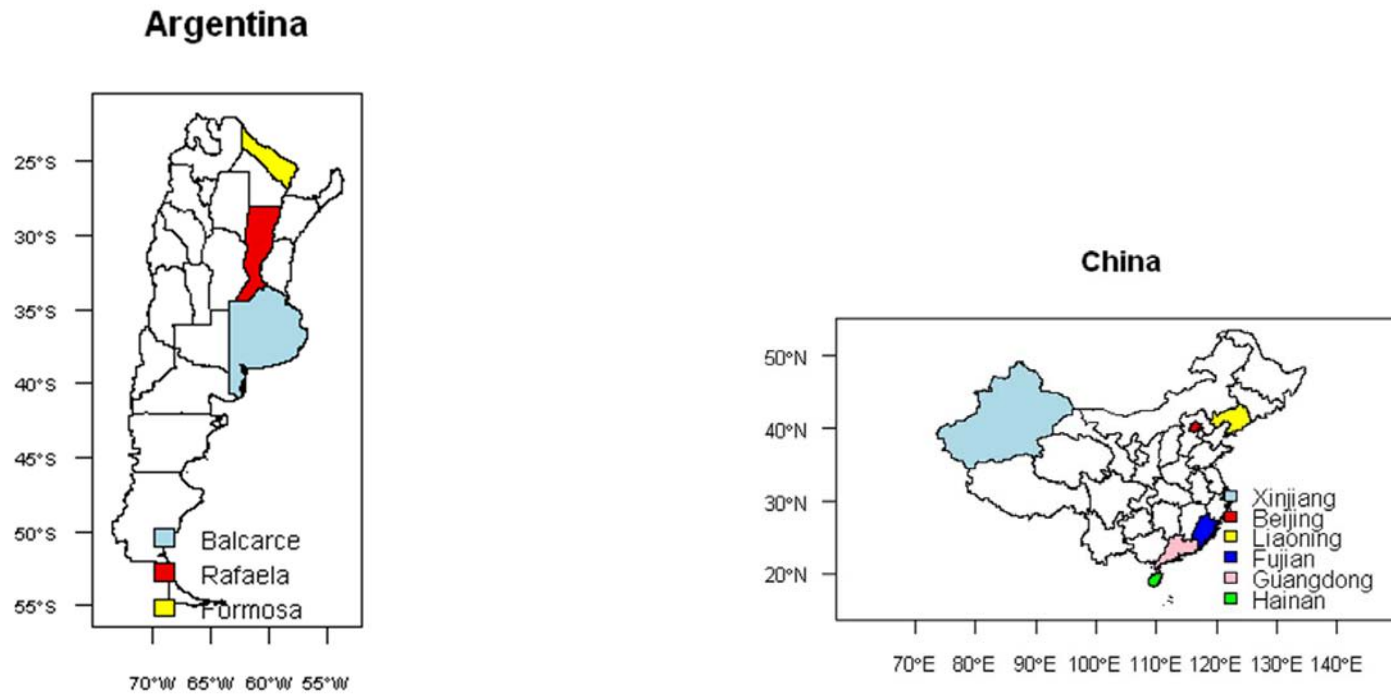 Argentina
25°S
30°S
35°S
40°S
45°S
50°S
55°S
Balcarce
Rafaela
Formosa
70°W 65°W 60°W 55°W
China
50°N
40°N
30°N
20°N
Xinjiang
Beijing
Liaoning
Fujian
Guangdong
Hainan
70°E 80°E 90°E 100°E 110°E 120°E 130°E 140°E